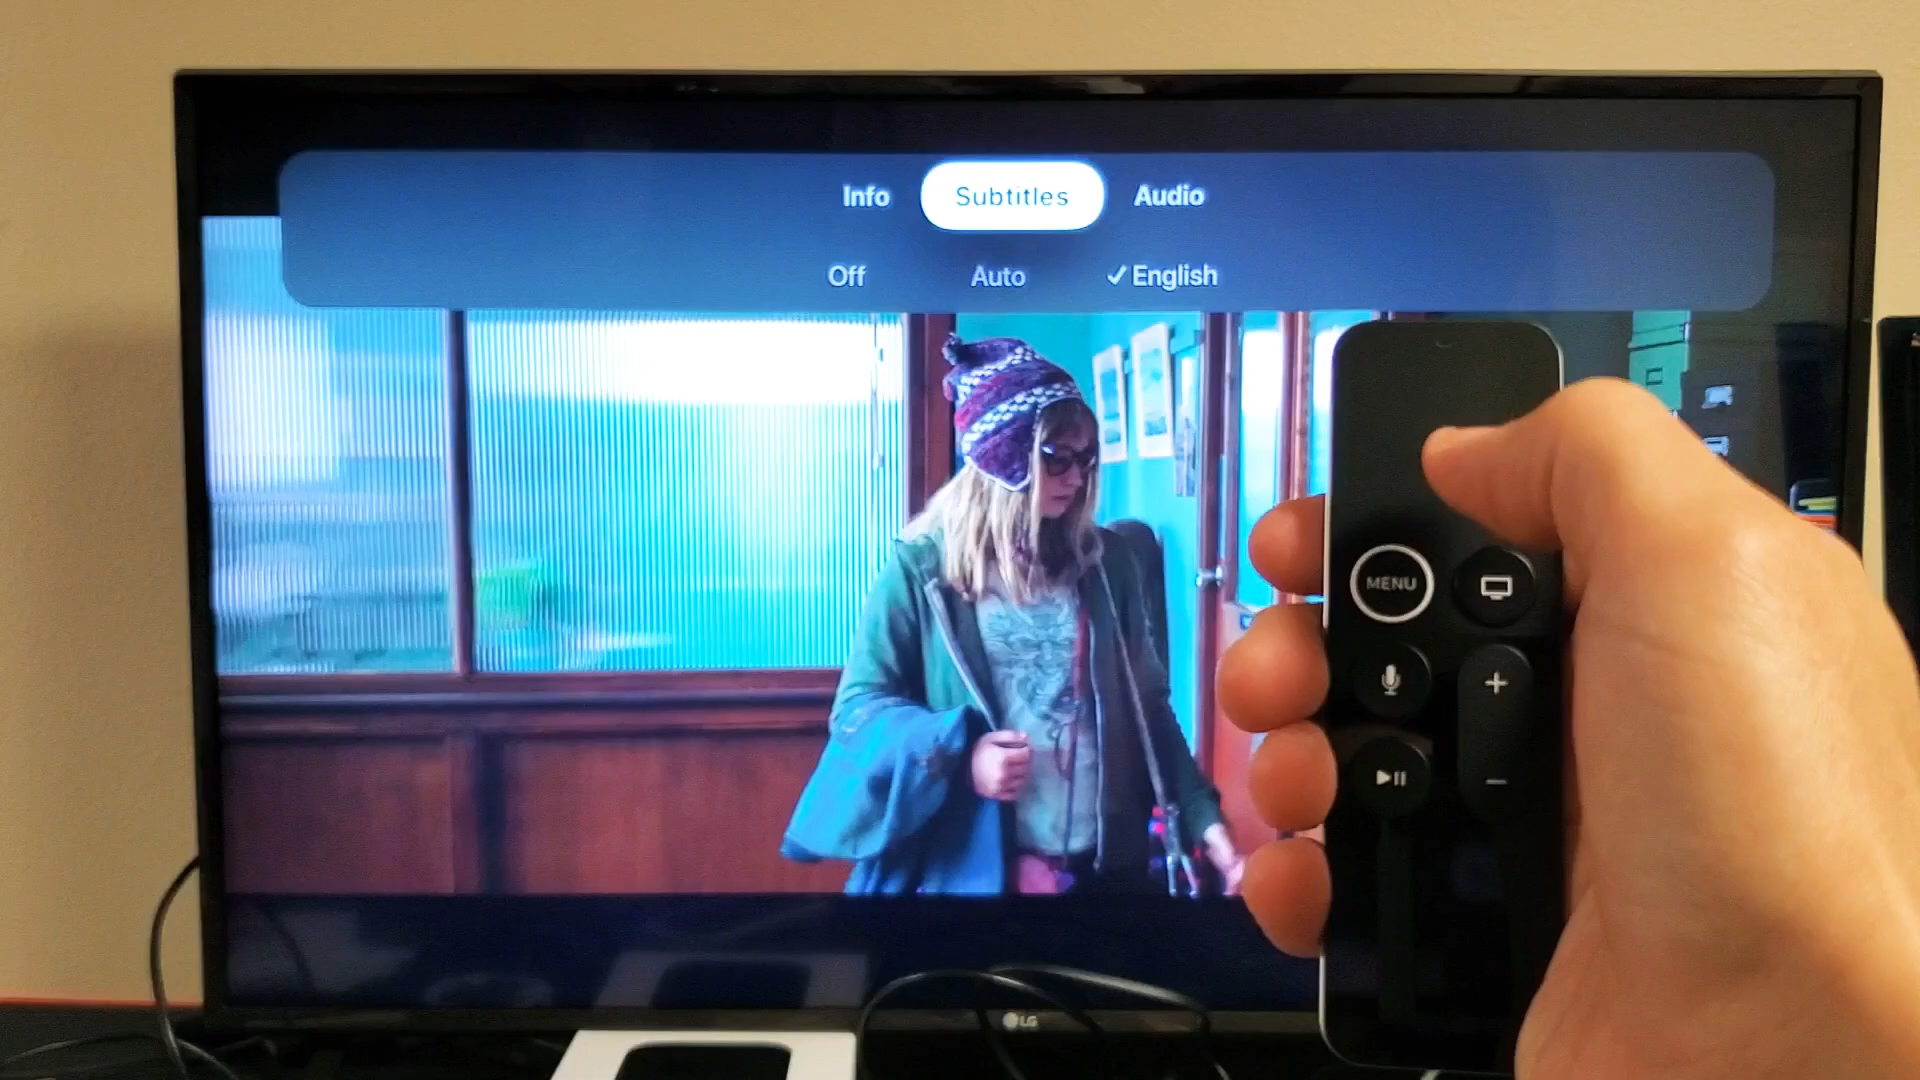 Info Subtitles Audio
Off Auto ✓ English
MENU
+
−
LG